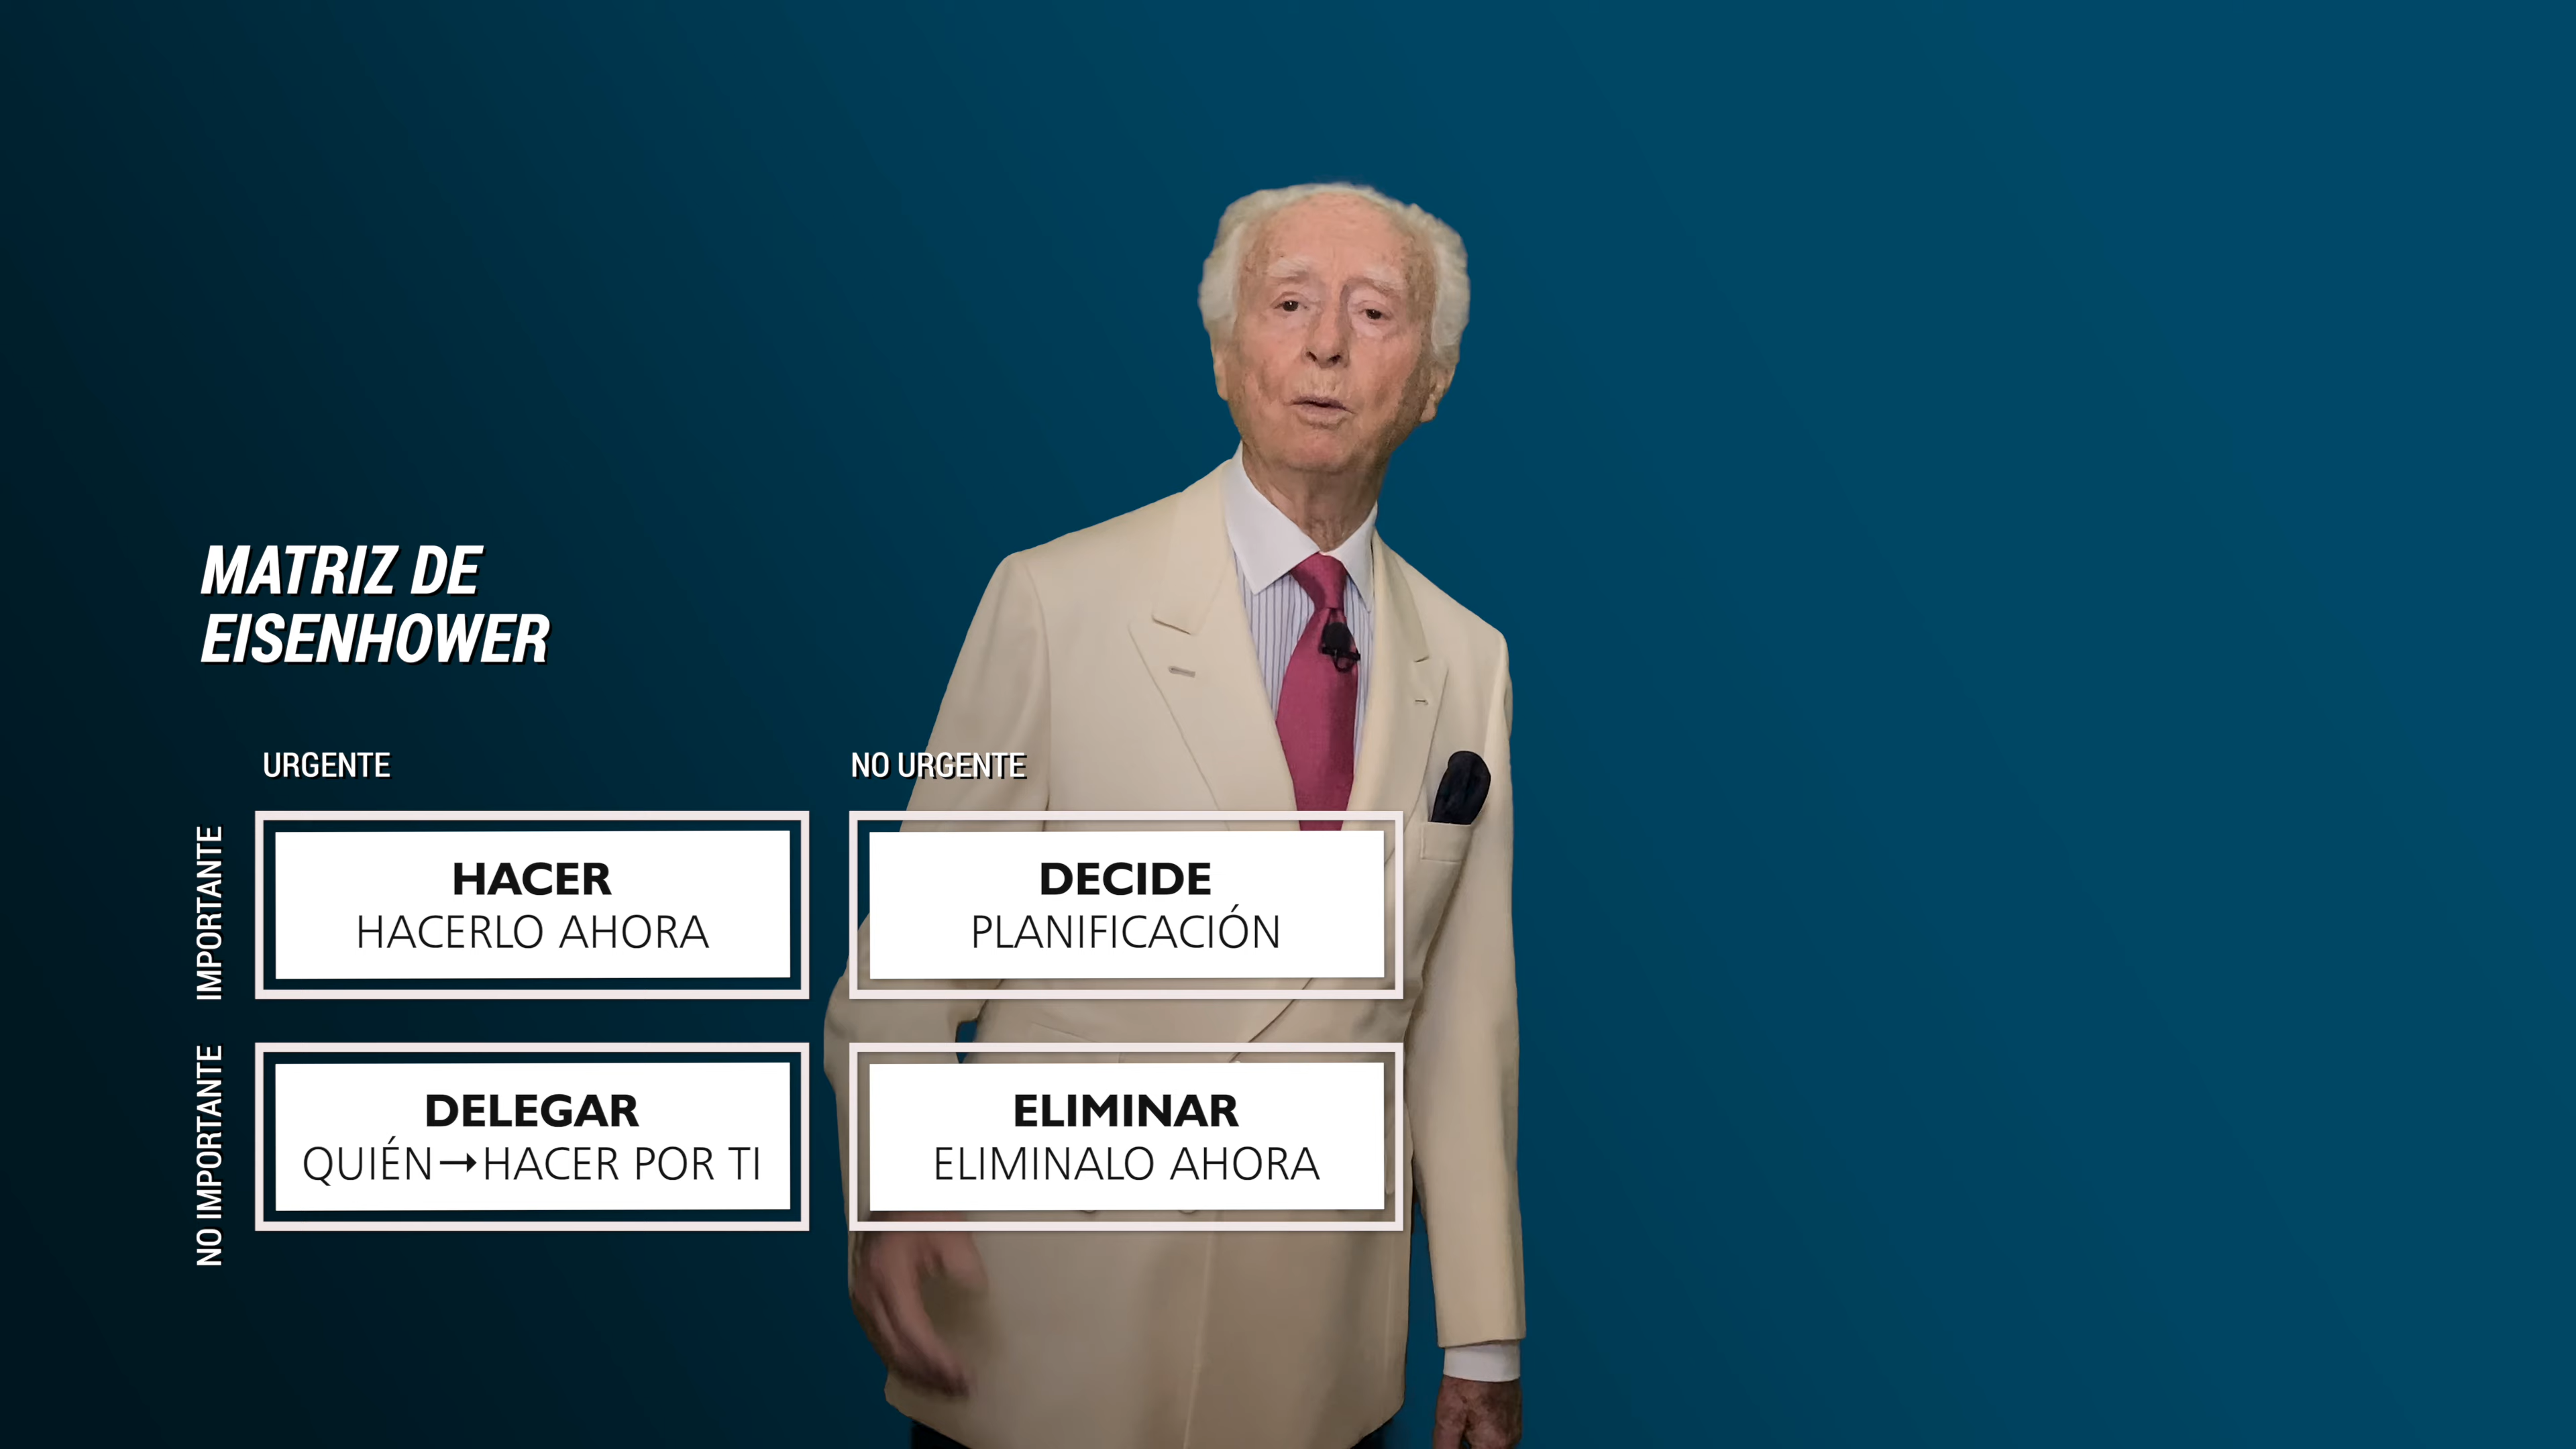 MATRIZ DE
EISENHOWER
URGENTE
NO URGENTE
IMPORTANTE
HACER
HACERLO AHORA
DECIDE
PLANIFICACIÓN
NO IMPORTANTE
DELEGAR
QUIÉN→HACER POR TI
ELIMINAR
ELIMINALO AHORA